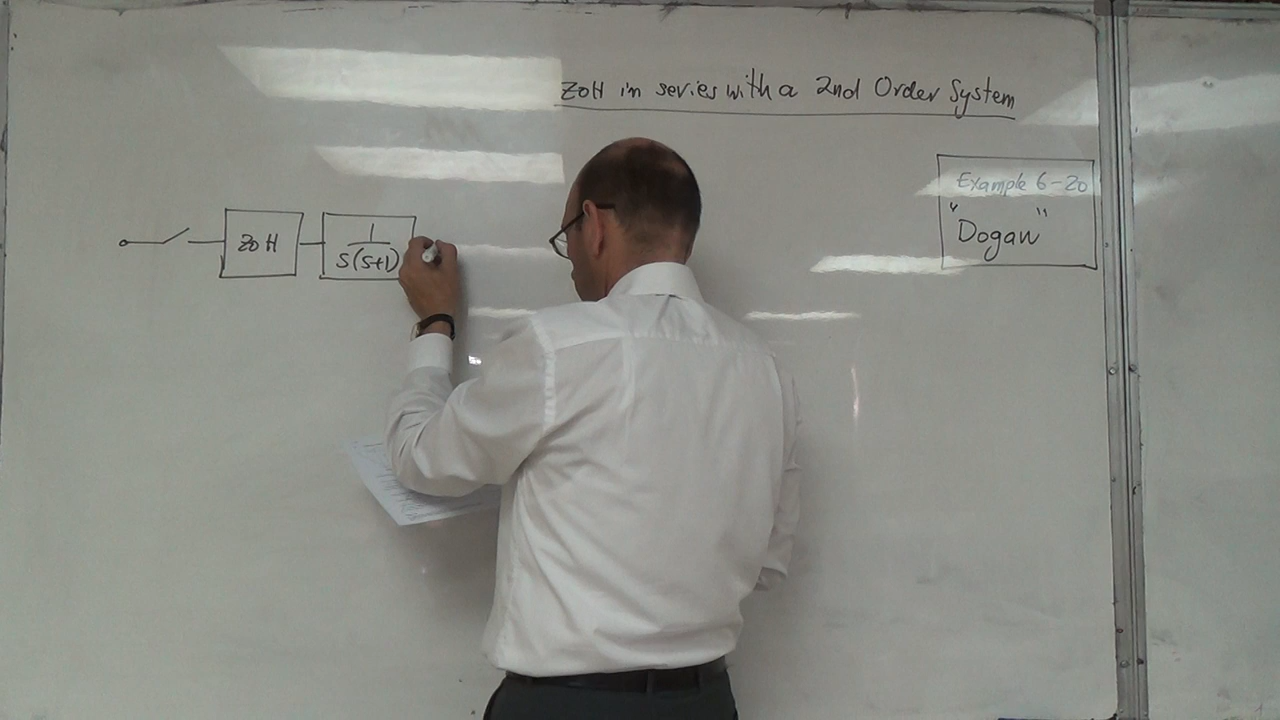 ZoH in series with a 2nd Order System
Example 6-20
"Dogan"
ZoH
1
s(s+1)